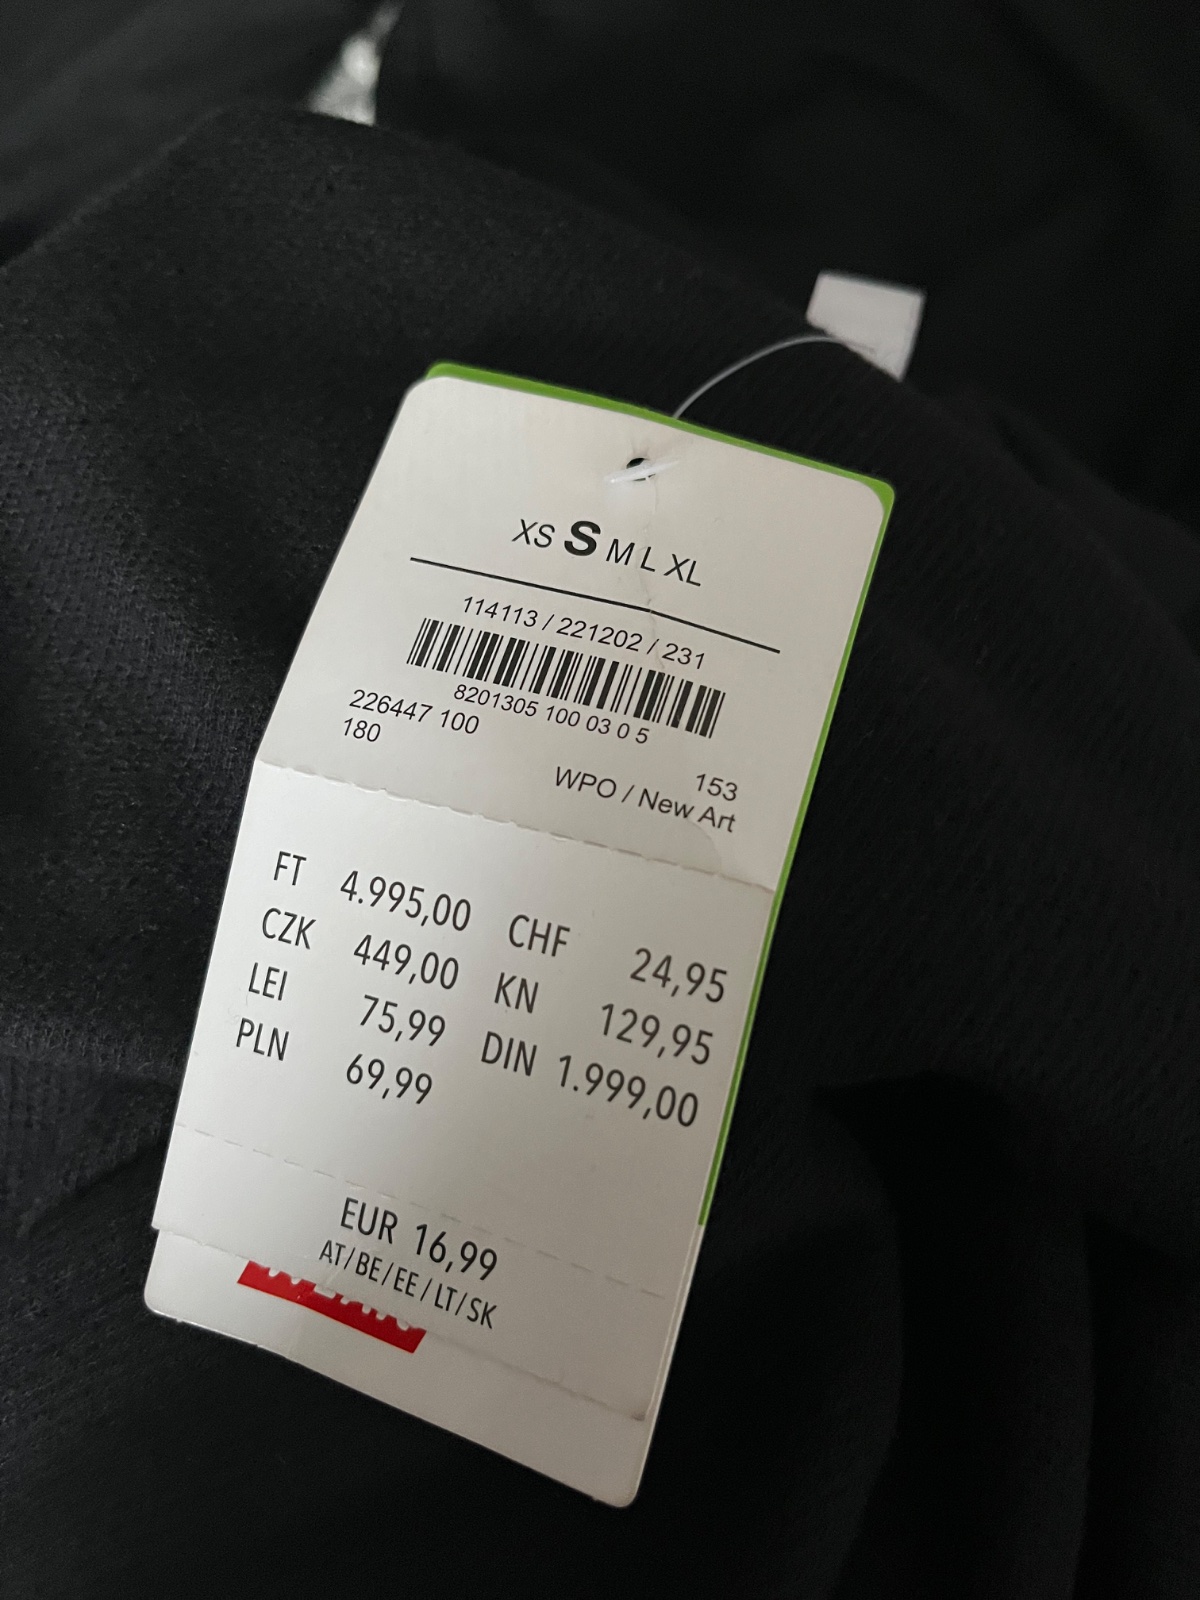 XS S M L XL
114113 / 221202 / 231
8201305 100 03 0 5
226447 100
180
153
WPO / New Art
FT 4.995,00 CHF 24,95
CZK 449,00 KN 129,95
LEI 75,99 DIN 1.999,00
PLN 69,99
EUR 16,99
AT/BE/EE/LT/SK